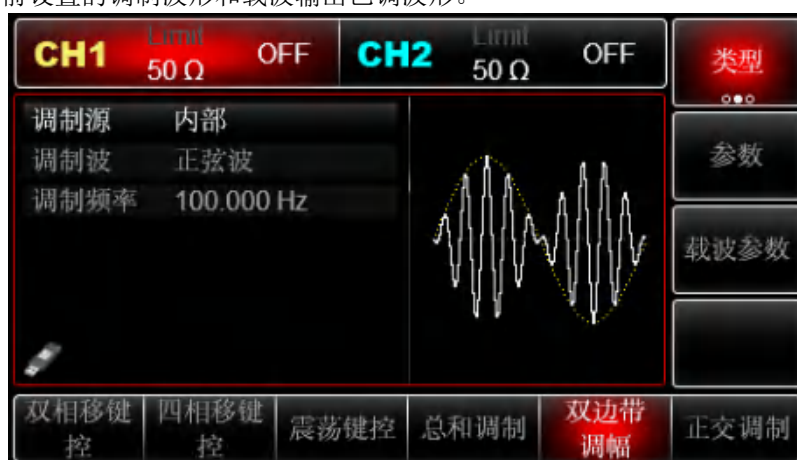 前设置的调制波形和载波输出已调波形。
CH1 Limit 50 Ω OFF
CH2 Limit 50 Ω OFF
类型
调制源 内部
调制波 正弦波
调制频率 100.000 Hz
参数
载波参数
双相移键控
四相移键控
震荡键控
总和调制
双边带调幅
正交调制